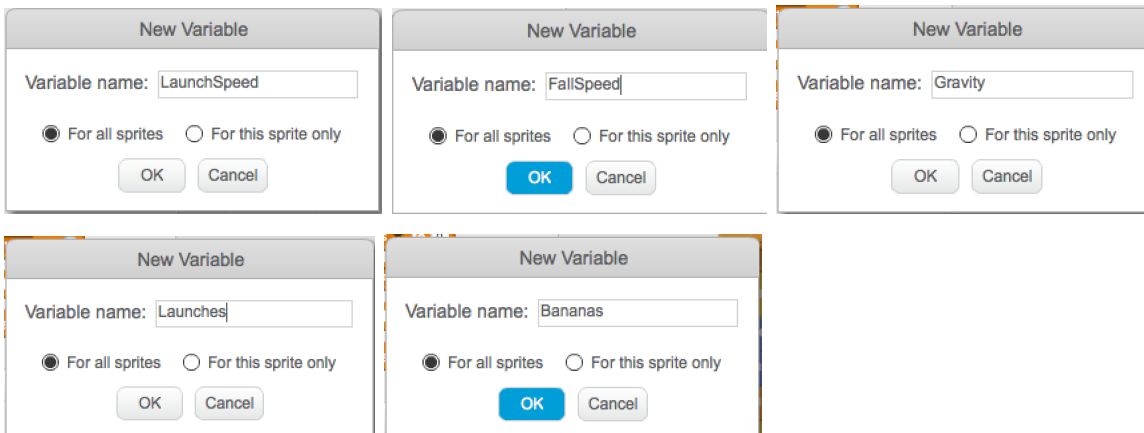 New Variable
Variable name: LaunchSpeed
For all sprites For this sprite only
OK Cancel
New Variable
Variable name: FallSpeed
For all sprites For this sprite only
OK Cancel
New Variable
Variable name: Gravity
For all sprites For this sprite only
OK Cancel
New Variable
Variable name: Launches
For all sprites For this sprite only
OK Cancel
New Variable
Variable name: Bananas
For all sprites For this sprite only
OK Cancel